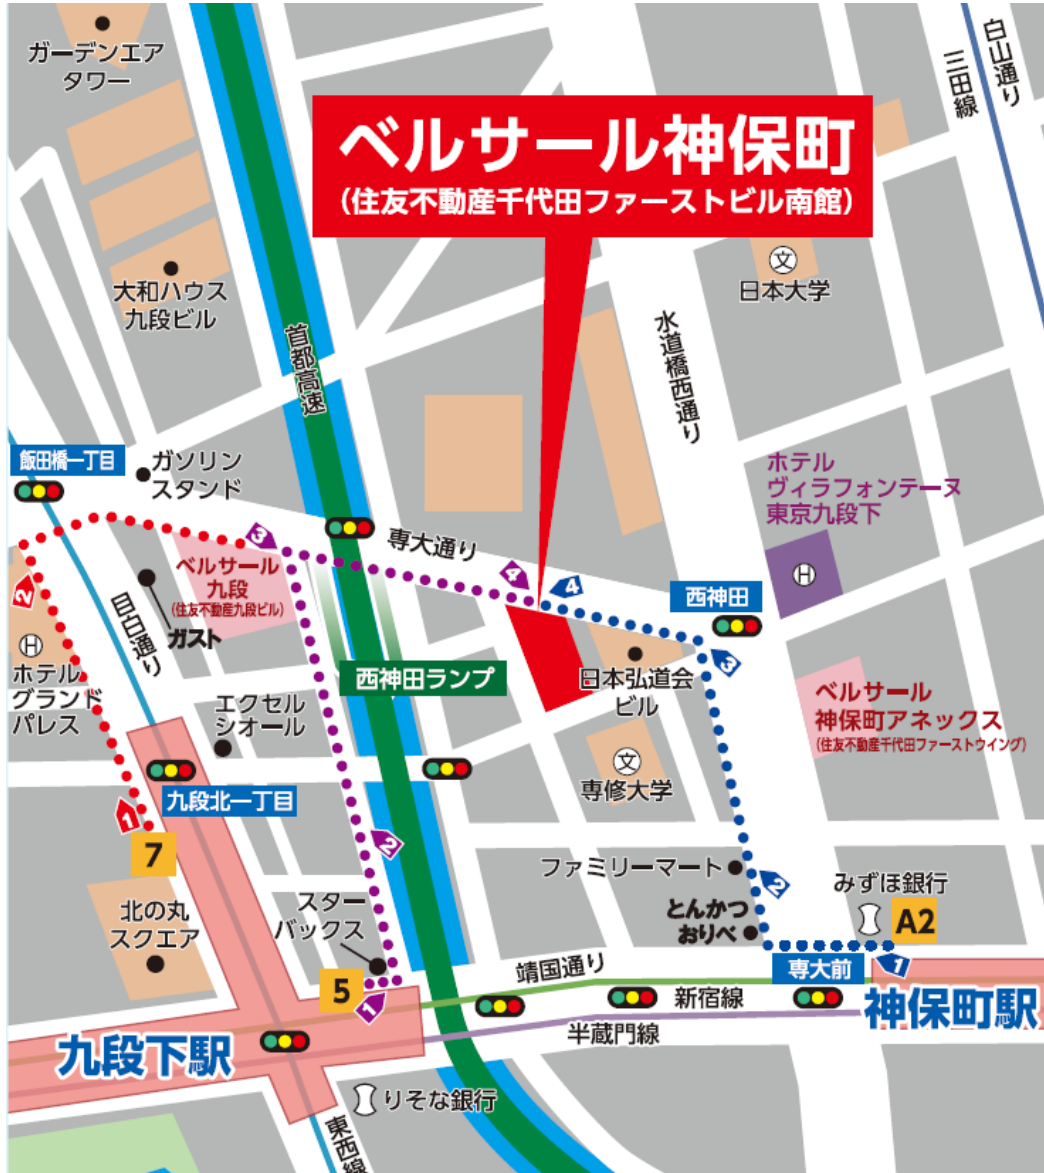 ガーデンエア
タワー
白山通り
三田線
ベルサール神保町
(住友不動産千代田ファーストビル南館)
大和ハウス
九段ビル
文
日本大学
首都高速
水道橋西通り
飯田橋一丁目
ガソリン
スタンド
ホテル
ヴィラフォンテーヌ
東京九段下
H
専大通り
3
4
4
ベルサール
九段
(住友不動産九段ビル)
2
目白通り
ガスト
西神田
H
ホテル
グランド
パレス
西神田ランプ
日本弘道会
ビル
3
ベルサール
神保町アネックス
(住友不動産千代田ファーストウイング)
エクセル
シオール
文
専修大学
九段北一丁目
1
7
2
ファミリーマート
2
みずほ銀行
A2
とんかつ
おりべ
北の丸
スクエア
スター
バックス
5
1
靖国通り
専大前
1
新宿線
神保町駅
半蔵門線
九段下駅
りそな銀行
東西線